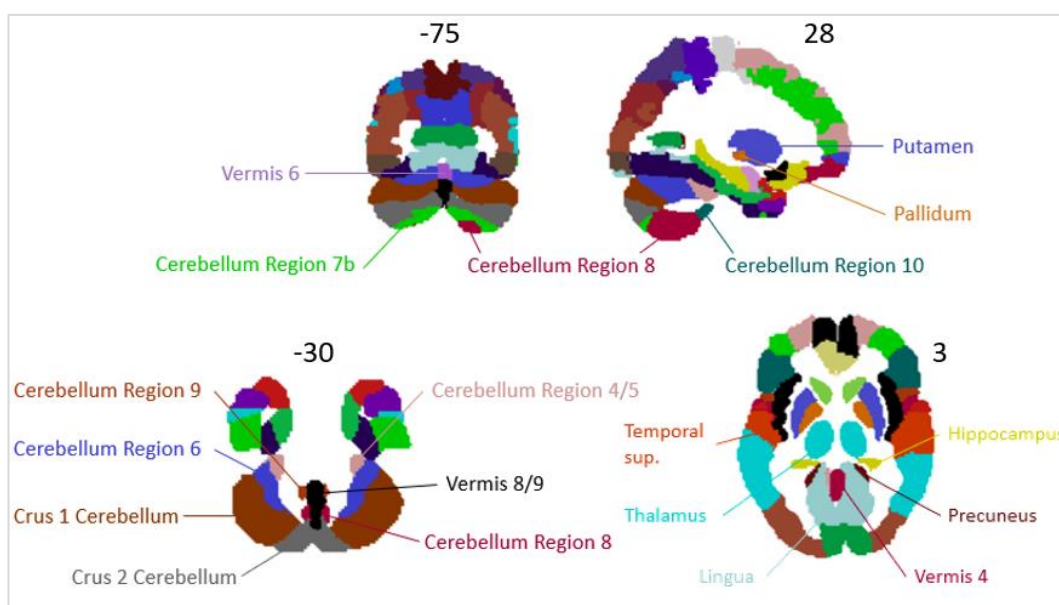 -75
28
Putamen
Vermis 6
Pallidum
Cerebellum Region 7b
Cerebellum Region 8
Cerebellum Region 10
-30
3
Cerebellum Region 9
Cerebellum Region 4/5
Temporal
sup.
Hippocampus
Cerebellum Region 6
Vermis 8/9
Crus 1 Cerebellum
Thalamus
Precuneus
Cerebellum Region 8
Crus 2 Cerebellum
Lingua
Vermis 4